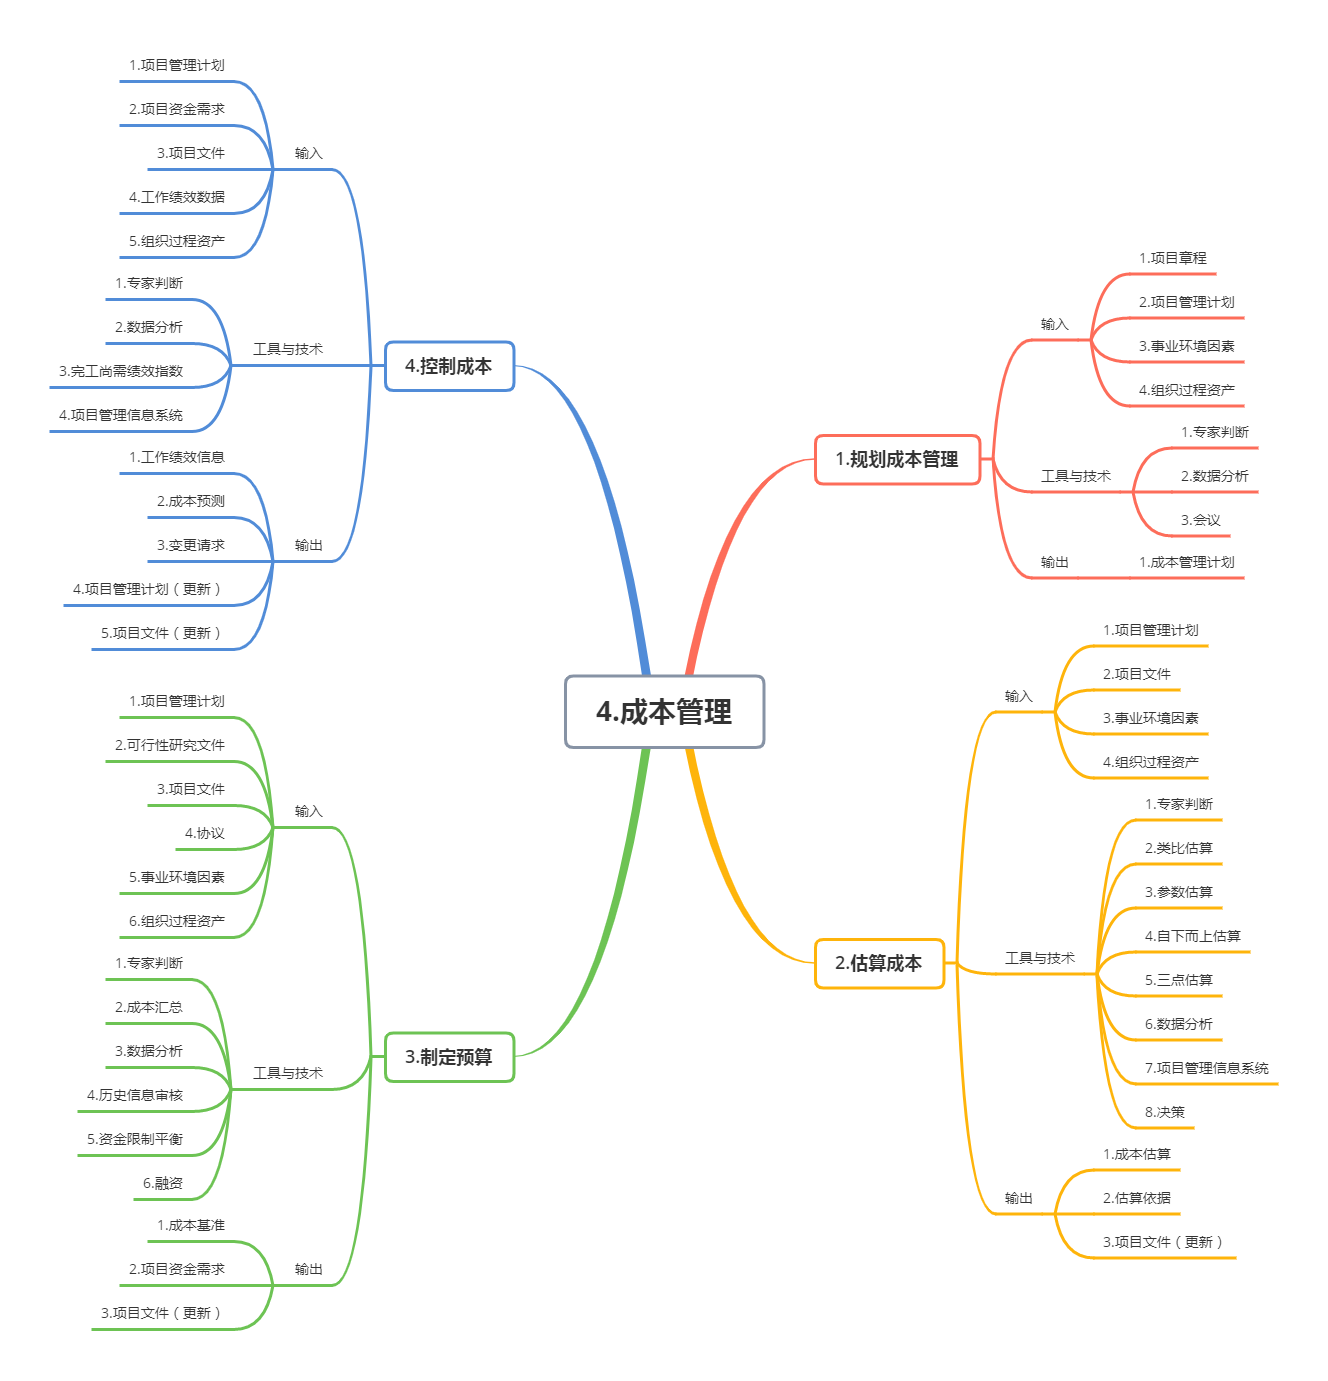 4.成本管理
1.规划成本管理
输入
1.项目章程
2.项目管理计划
3.事业环境因素
4.组织过程资产
工具与技术
1.专家判断
2.数据分析
3.会议
输出
1.成本管理计划
2.估算成本
输入
1.项目管理计划
2.项目文件
3.事业环境因素
4.组织过程资产
工具与技术
1.专家判断
2.类比估算
3.参数估算
4.自下而上估算
5.三点估算
6.数据分析
7.项目管理信息系统
8.决策
输出
1.成本估算
2.估算依据
3.项目文件（更新）
3.制定预算
输入
1.项目管理计划
2.可行性研究文件
3.项目文件
4.协议
5.事业环境因素
6.组织过程资产
工具与技术
1.专家判断
2.成本汇总
3.数据分析
4.历史信息审核
5.资金限制平衡
6.融资
输出
1.成本基准
2.项目资金需求
3.项目文件（更新）
4.控制成本
输入
1.项目管理计划
2.项目资金需求
3.项目文件
4.工作绩效数据
5.组织过程资产
工具与技术
1.专家判断
2.数据分析
3.完工尚需绩效指数
4.项目管理信息系统
输出
1.工作绩效信息
2.成本预测
3.变更请求
4.项目管理计划（更新）
5.项目文件（更新）